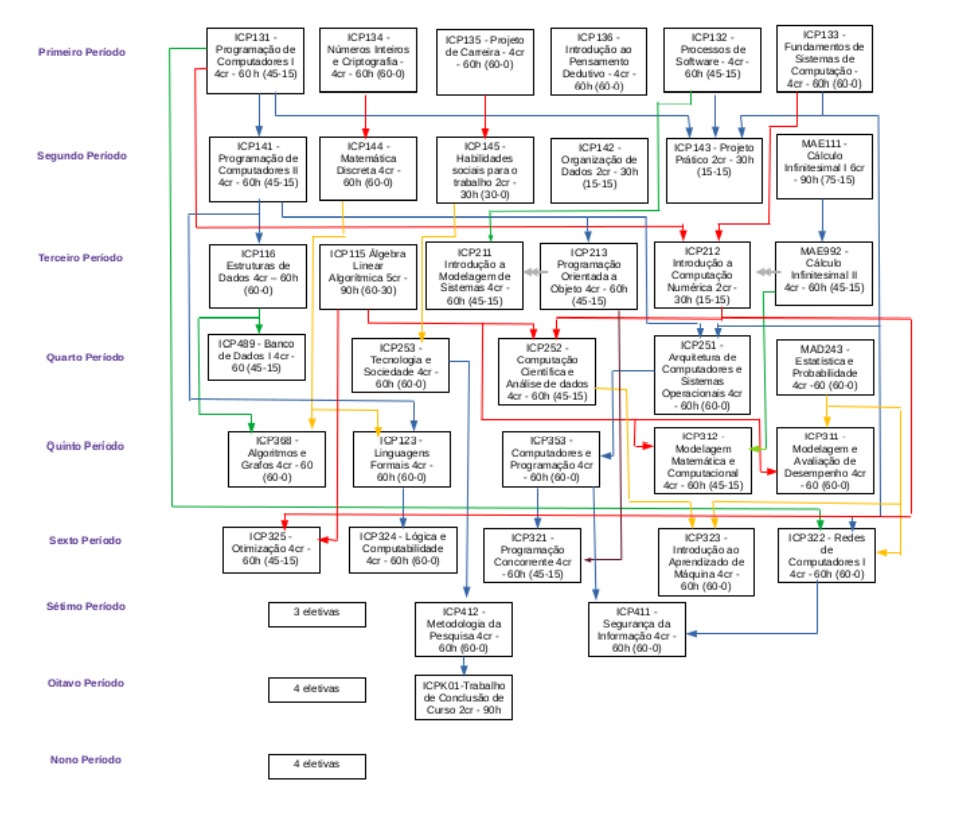 Primeiro Período
ICP131 -
Programação de
Computadores I
4cr - 60 h (45-15)
ICP134 -
Números Inteiros
e Criptografia -
4cr - 60h (60-0)
ICP135 - Projeto
de Carreira - 4cr
- 60h (60-0)
ICP136 -
Introdução ao
Pensamento
Dedutivo - 4cr -
60h (60-0)
ICP132 -
Processos de
Software - 4cr -
60h (45-15)
ICP133 -
Fundamentos de
Sistemas de
Computação -
4cr - 60h (60-0)
Segundo Período
ICP141 -
Programação de
Computadores II
4cr - 60h (45-15)
ICP144 -
Matemática
Discreta 4cr -
60h (60-0)
ICP145 -
Habilidades
sociais para o
trabalho 2cr -
30h (30-0)
ICP142 -
Organização de
Dados 2cr - 30h
(15-15)
ICP143 - Projeto
Prático 2cr - 30h
(15-15)
MAE111 -
Cálculo
Infinitesimal I 6cr
- 90h (75-15)
Terceiro Período
ICP116
Estruturas de
Dados 4cr – 60h
(60-0)
ICP115 Álgebra
Linear
Algorítmica 5cr -
90h (60-30)
ICP211
Introdução a
Modelagem de
Sistemas 4cr -
60h (45-15)
ICP213
Programação
Orientada a
Objeto 4cr - 60h
(45-15)
ICP212
Introdução a
Computação
Numérica 2cr -
30h (15-15)
MAE992 -
Cálculo
Infinitesimal II
4cr - 60h (45-15)
Quarto Período
ICP489 - Banco
de Dados I 4cr -
60 (45-15)
ICP253 -
Tecnologia e
Sociedade 4cr -
60h (60-0)
ICP252 -
Computação
Científica e
Análise de dados
4cr - 60h (45-15)
ICP251 -
Arquitetura de
Computadores e
Sistemas
Operacionais 4cr
- 60h (60-0)
MAD243 -
Estatística e
Probabilidade
4cr -60 (60-0)
Quinto Período
ICP368 -
Algoritmos e
Grafos 4cr - 60
(60-0)
ICP123 -
Linguagens
Formais 4cr -
60h (60-0)
ICP353 -
Computadores e
Programação 4cr
- 60h (60-0)
ICP312 -
Modelagem
Matemática e
Computacional
4cr - 60h (45-15)
ICP311 -
Modelagem e
Avaliação de
Desempenho 4cr
- 60 (60-0)
Sexto Período
ICP325 -
Otimização 4cr -
60h (45-15)
ICP324 - Lógica e
Computabilidade
4cr - 60h (60-0)
ICP321 -
Programação
Concorrente 4cr
- 60h (45-15)
ICP323 -
Introdução ao
Aprendizado de
Máquina 4cr -
60h (60-0)
ICP322 - Redes
de
Computadores I
4cr - 60h (60-0)
Sétimo Período
3 eletivas
ICP412 -
Metodologia da
Pesquisa 4cr -
60h (60-0)
ICP411 -
Segurança da
Informação 4cr -
60h (60-0)
Oitavo Período
4 eletivas
ICPK01-Trabalho
de Conclusão de
Curso 2cr - 90h
Nono Período
4 eletivas